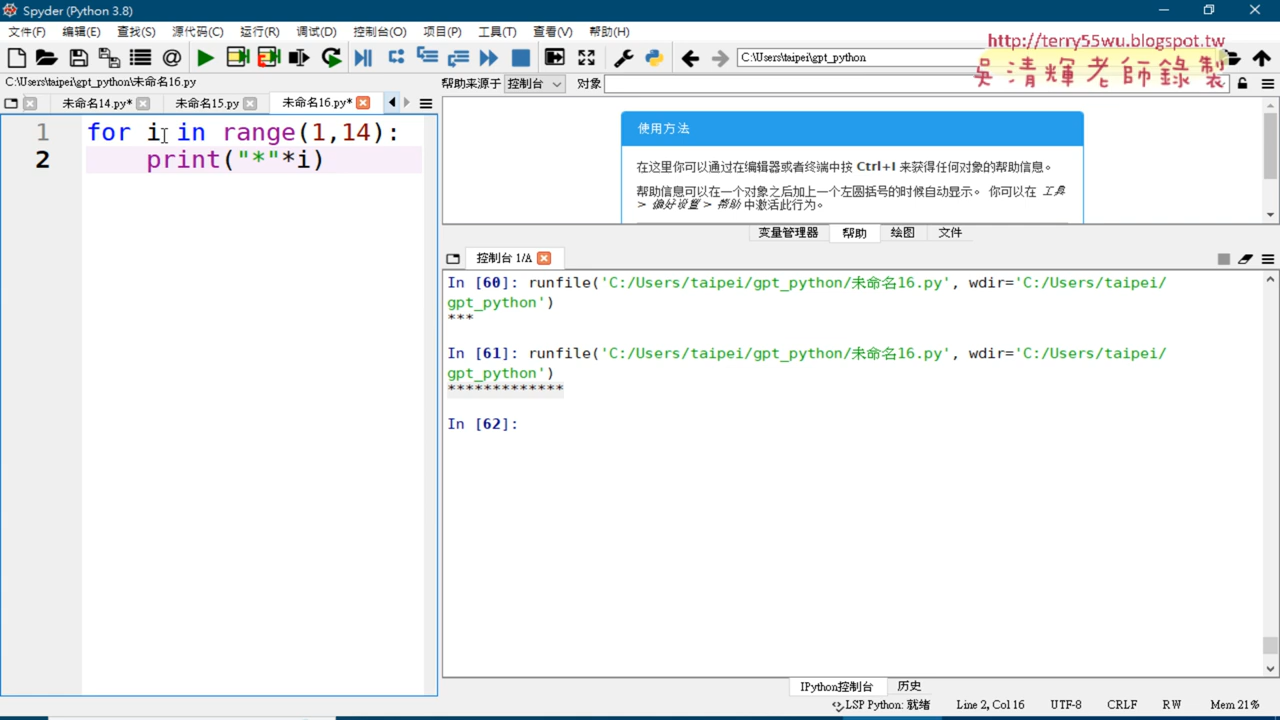 Spyder (Python 3.8)
文件(F) 编辑(E) 查找(S) 源代码(C) 运行(R) 调试(D) 控制台(O) 项目(P) 工具(T) 查看(V) 帮助(H)
http://terry55wu.blogspot.tw
吳清輝老師錄製
C:\Users\taipei\gpt_python
C:\Users\taipei\gpt_python\未命名16.py
帮助来源于 控制台 对象
未命名14.py* 未命名15.py 未命名16.py*
1 for i in range(1,14):
2 print("*"*i)
使用方法
在这里你可以通过在编辑器或者终端中按 Ctrl+I 来获得任何对象的帮助信息。
帮助信息可以在一个对象之后加上一个左圆括号的时候自动显示。 你可以在 工具
> 偏好设置 > 帮助 中激活此行为。
变量管理器 帮助 绘图 文件
控制台 1/A
In [60]: runfile('C:/Users/taipei/gpt_python/未命名16.py', wdir='C:/Users/taipei/
gpt_python')
***
In [61]: runfile('C:/Users/taipei/gpt_python/未命名16.py', wdir='C:/Users/taipei/
gpt_python')
*************
In [62]:
IPython控制台 历史
LSP Python: 就绪 Line 2, Col 16 UTF-8 CRLF RW Mem 21%